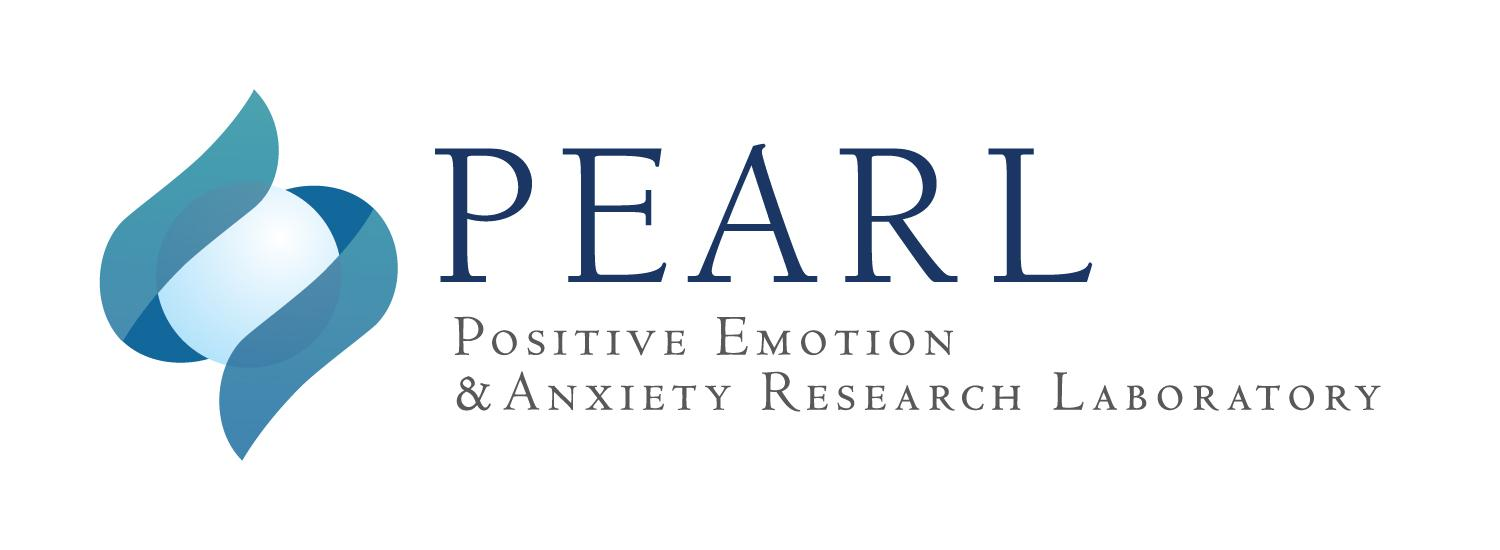 PEARL
Positive Emotion
& Anxiety Research Laboratory